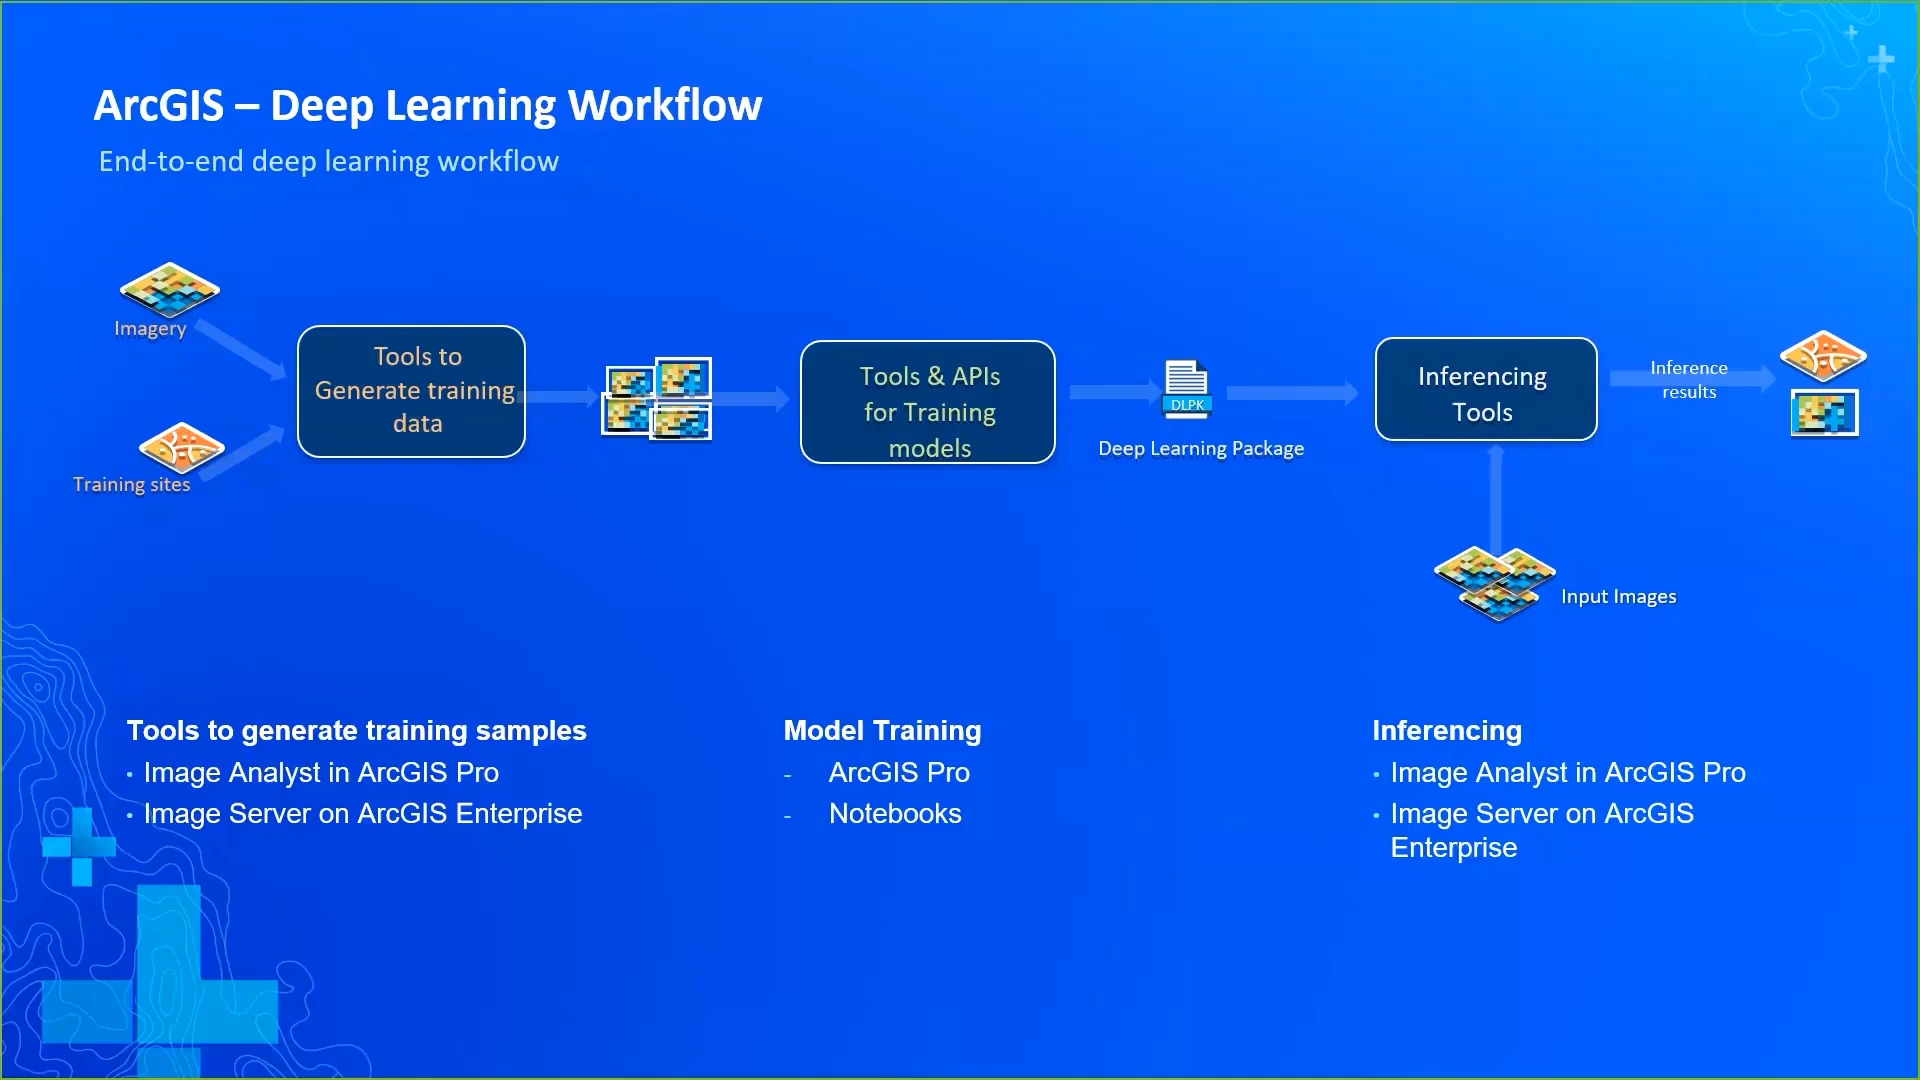 ArcGIS – Deep Learning Workflow
End-to-end deep learning workflow
Imagery
Training sites
Tools to
Generate training
data
Tools & APIs
for Training
models
DLPK
Deep Learning Package
Inferencing
Tools
Inference
results
Input Images
Tools to generate training samples
• Image Analyst in ArcGIS Pro
• Image Server on ArcGIS Enterprise
Model Training
- ArcGIS Pro
- Notebooks
Inferencing
• Image Analyst in ArcGIS Pro
• Image Server on ArcGIS
Enterprise